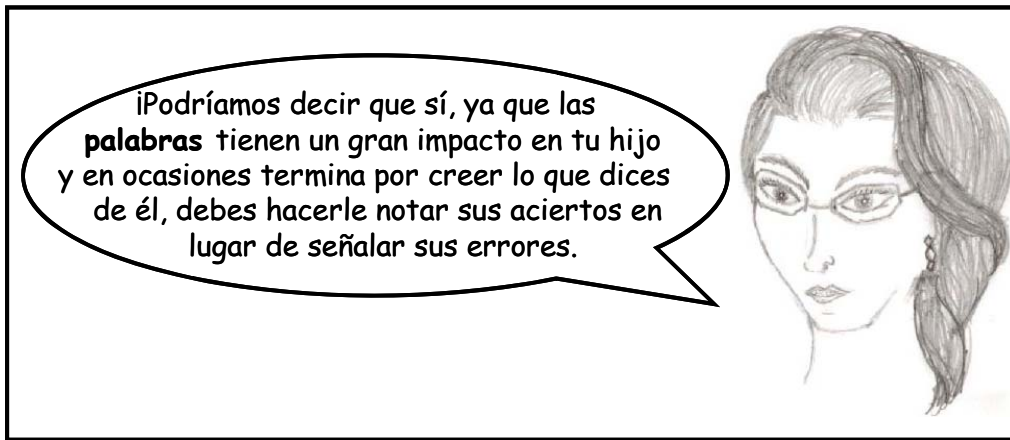 ¡Podríamos decir que sí, ya que las
palabras tienen un gran impacto en tu hijo
y en ocasiones termina por creer lo que dices
de él, debes hacerle notar sus aciertos en
lugar de señalar sus errores.